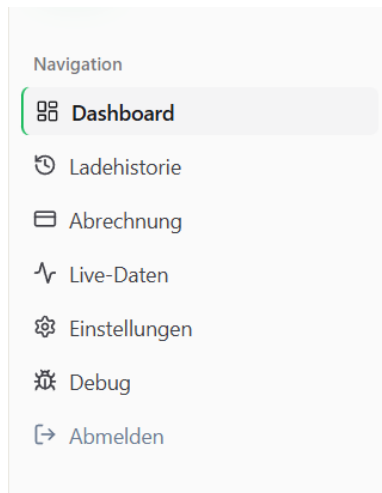 Navigation
Dashboard
Ladehistorie
Abrechnung
Live-Daten
Einstellungen
Debug
Abmelden